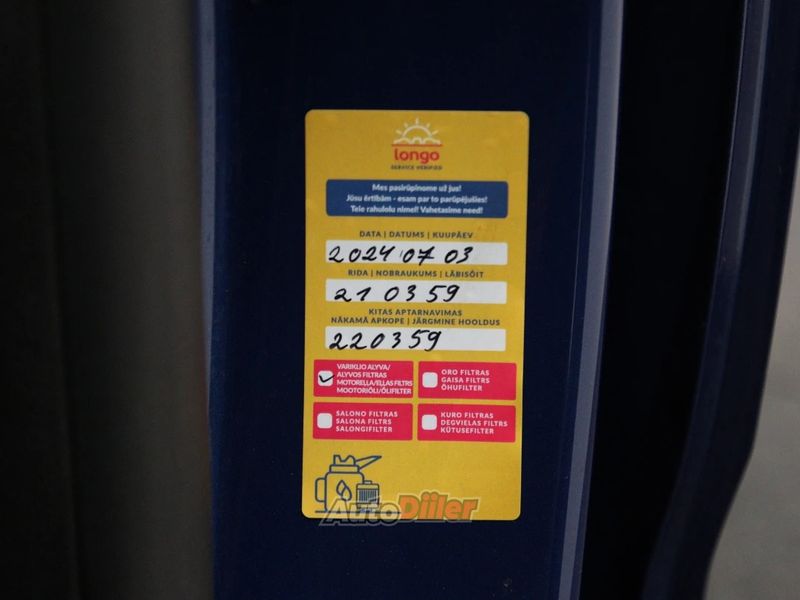 longo
SERVICE VERIFIED
Mes pasirūpinome už jus!
Jūsu ērtībām - esam par to parūpējušies!
Teie rahulolu nimel! Vahetasime need!
DATA | DATUMS | KUUPÄEV
2024 07 03
RIDA | NOBRAUKUMS | LÄBISÕIT
210359
KITAS APTARNAVIMAS
NĀKAMĀ APKOPE | JÄRGMINE HOOLDUS
220359
VARIKLIO ALYVA/
ALYVOS FILTRAS
MOTORELLA/EĻĻAS FILTRS
MOOTORIÕLI/ÕLIFILTER
ORO FILTRAS
GAISA FILTRS
ÕHUFILTER
SALONO FILTRAS
SALONA FILTRS
SALONGIFILTER
KURO FILTRAS
DEGVIELAS FILTRS
KÜTUSEFILTER
AutoDiiler